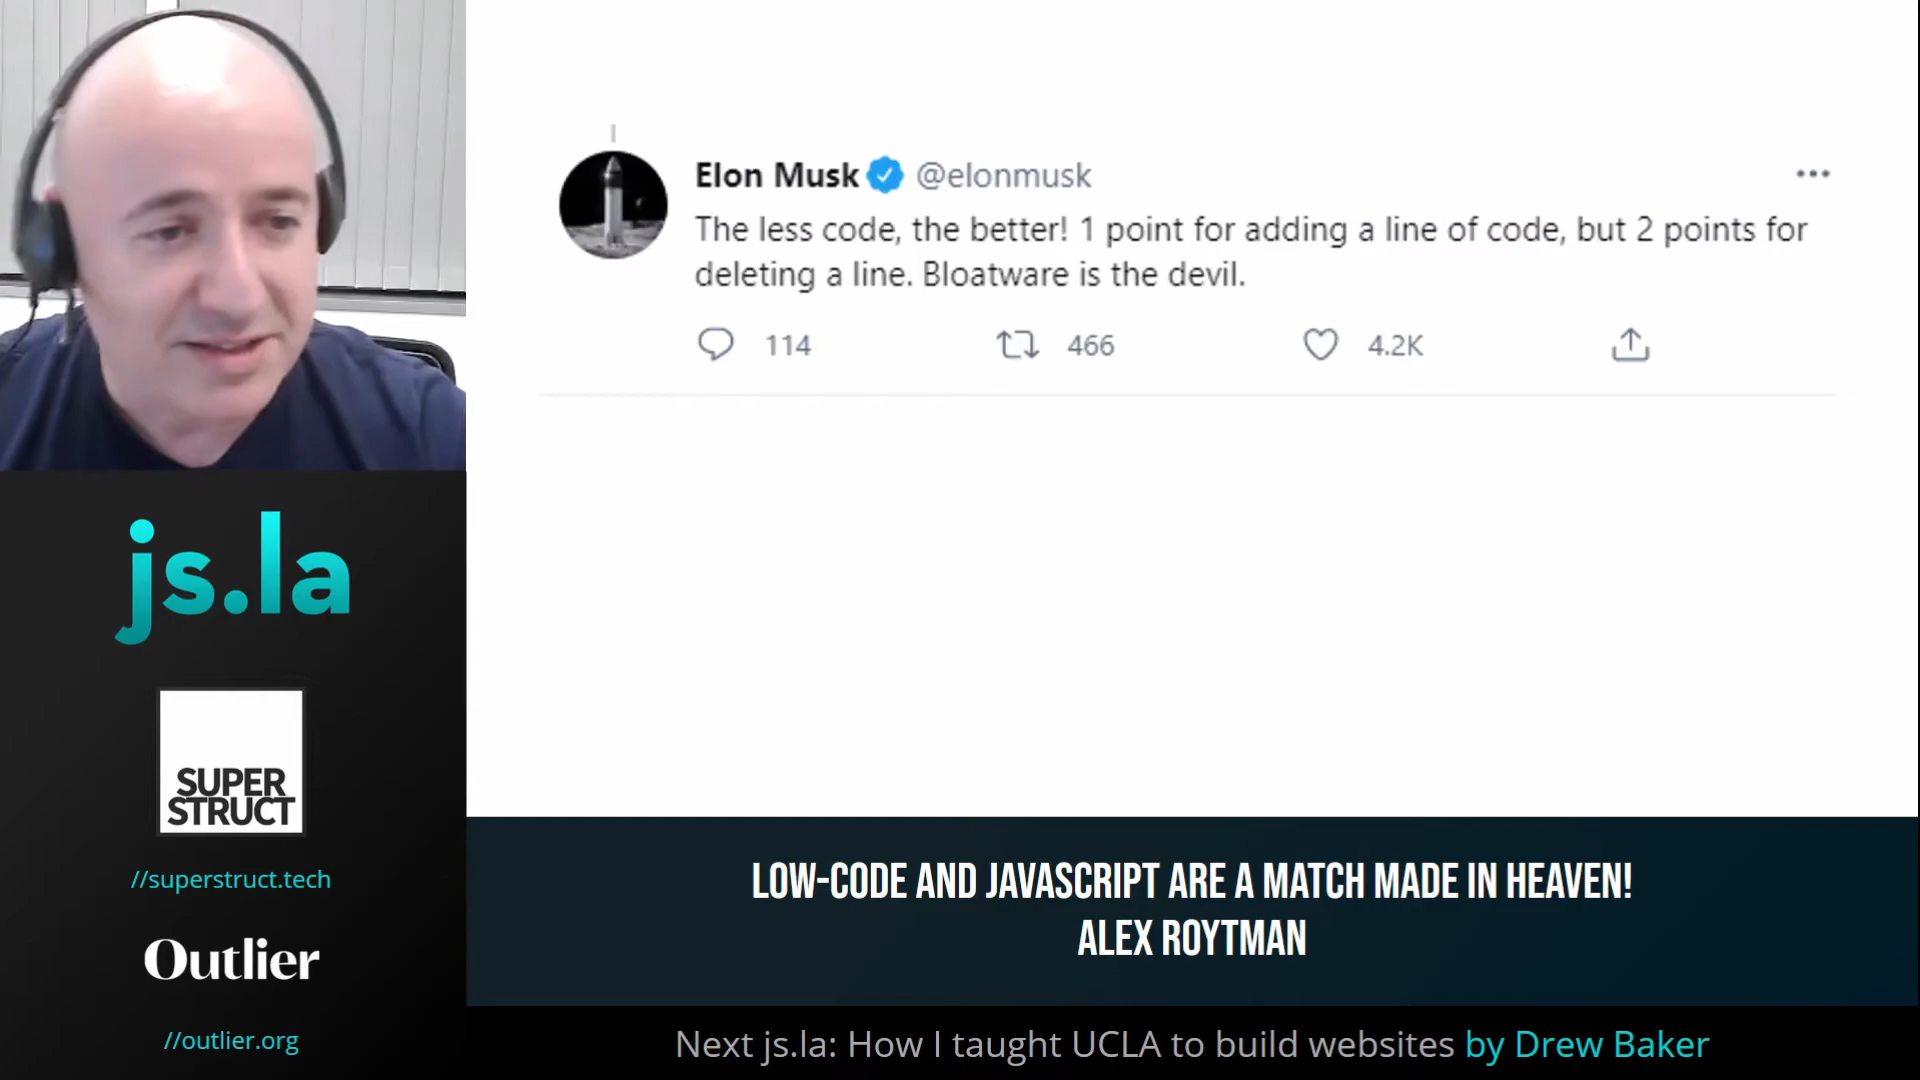 Elon Musk @elonmusk
The less code, the better! 1 point for adding a line of code, but 2 points for
deleting a line. Bloatware is the devil.
114 466 4.2K
js.la
SUPER
STRUCT
//superstruct.tech
Outlier
//outlier.org
LOW-CODE AND JAVASCRIPT ARE A MATCH MADE IN HEAVEN!
ALEX ROYTMAN
Next js.la: How I taught UCLA to build websites by Drew Baker